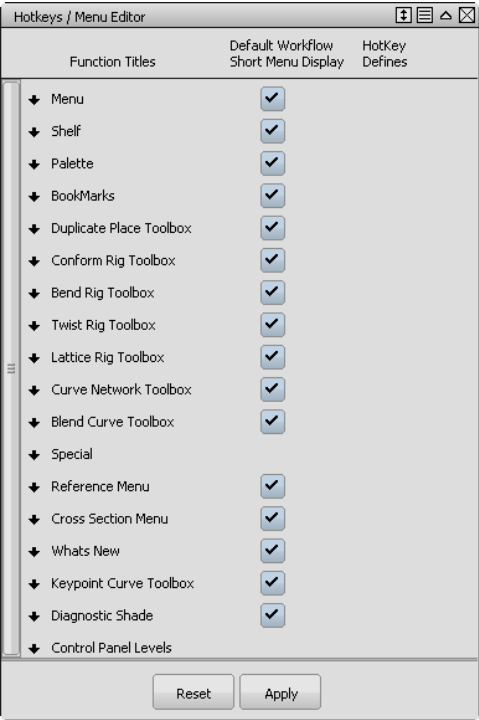 Hotkeys / Menu Editor
Function Titles
Default Workflow
Short Menu Display
HotKey
Defines
Menu
Shelf
Palette
BookMarks
Duplicate Place Toolbox
Conform Rig Toolbox
Bend Rig Toolbox
Twist Rig Toolbox
Lattice Rig Toolbox
Curve Network Toolbox
Blend Curve Toolbox
Special
Reference Menu
Cross Section Menu
Whats New
Keypoint Curve Toolbox
Diagnostic Shade
Control Panel Levels
Reset
Apply